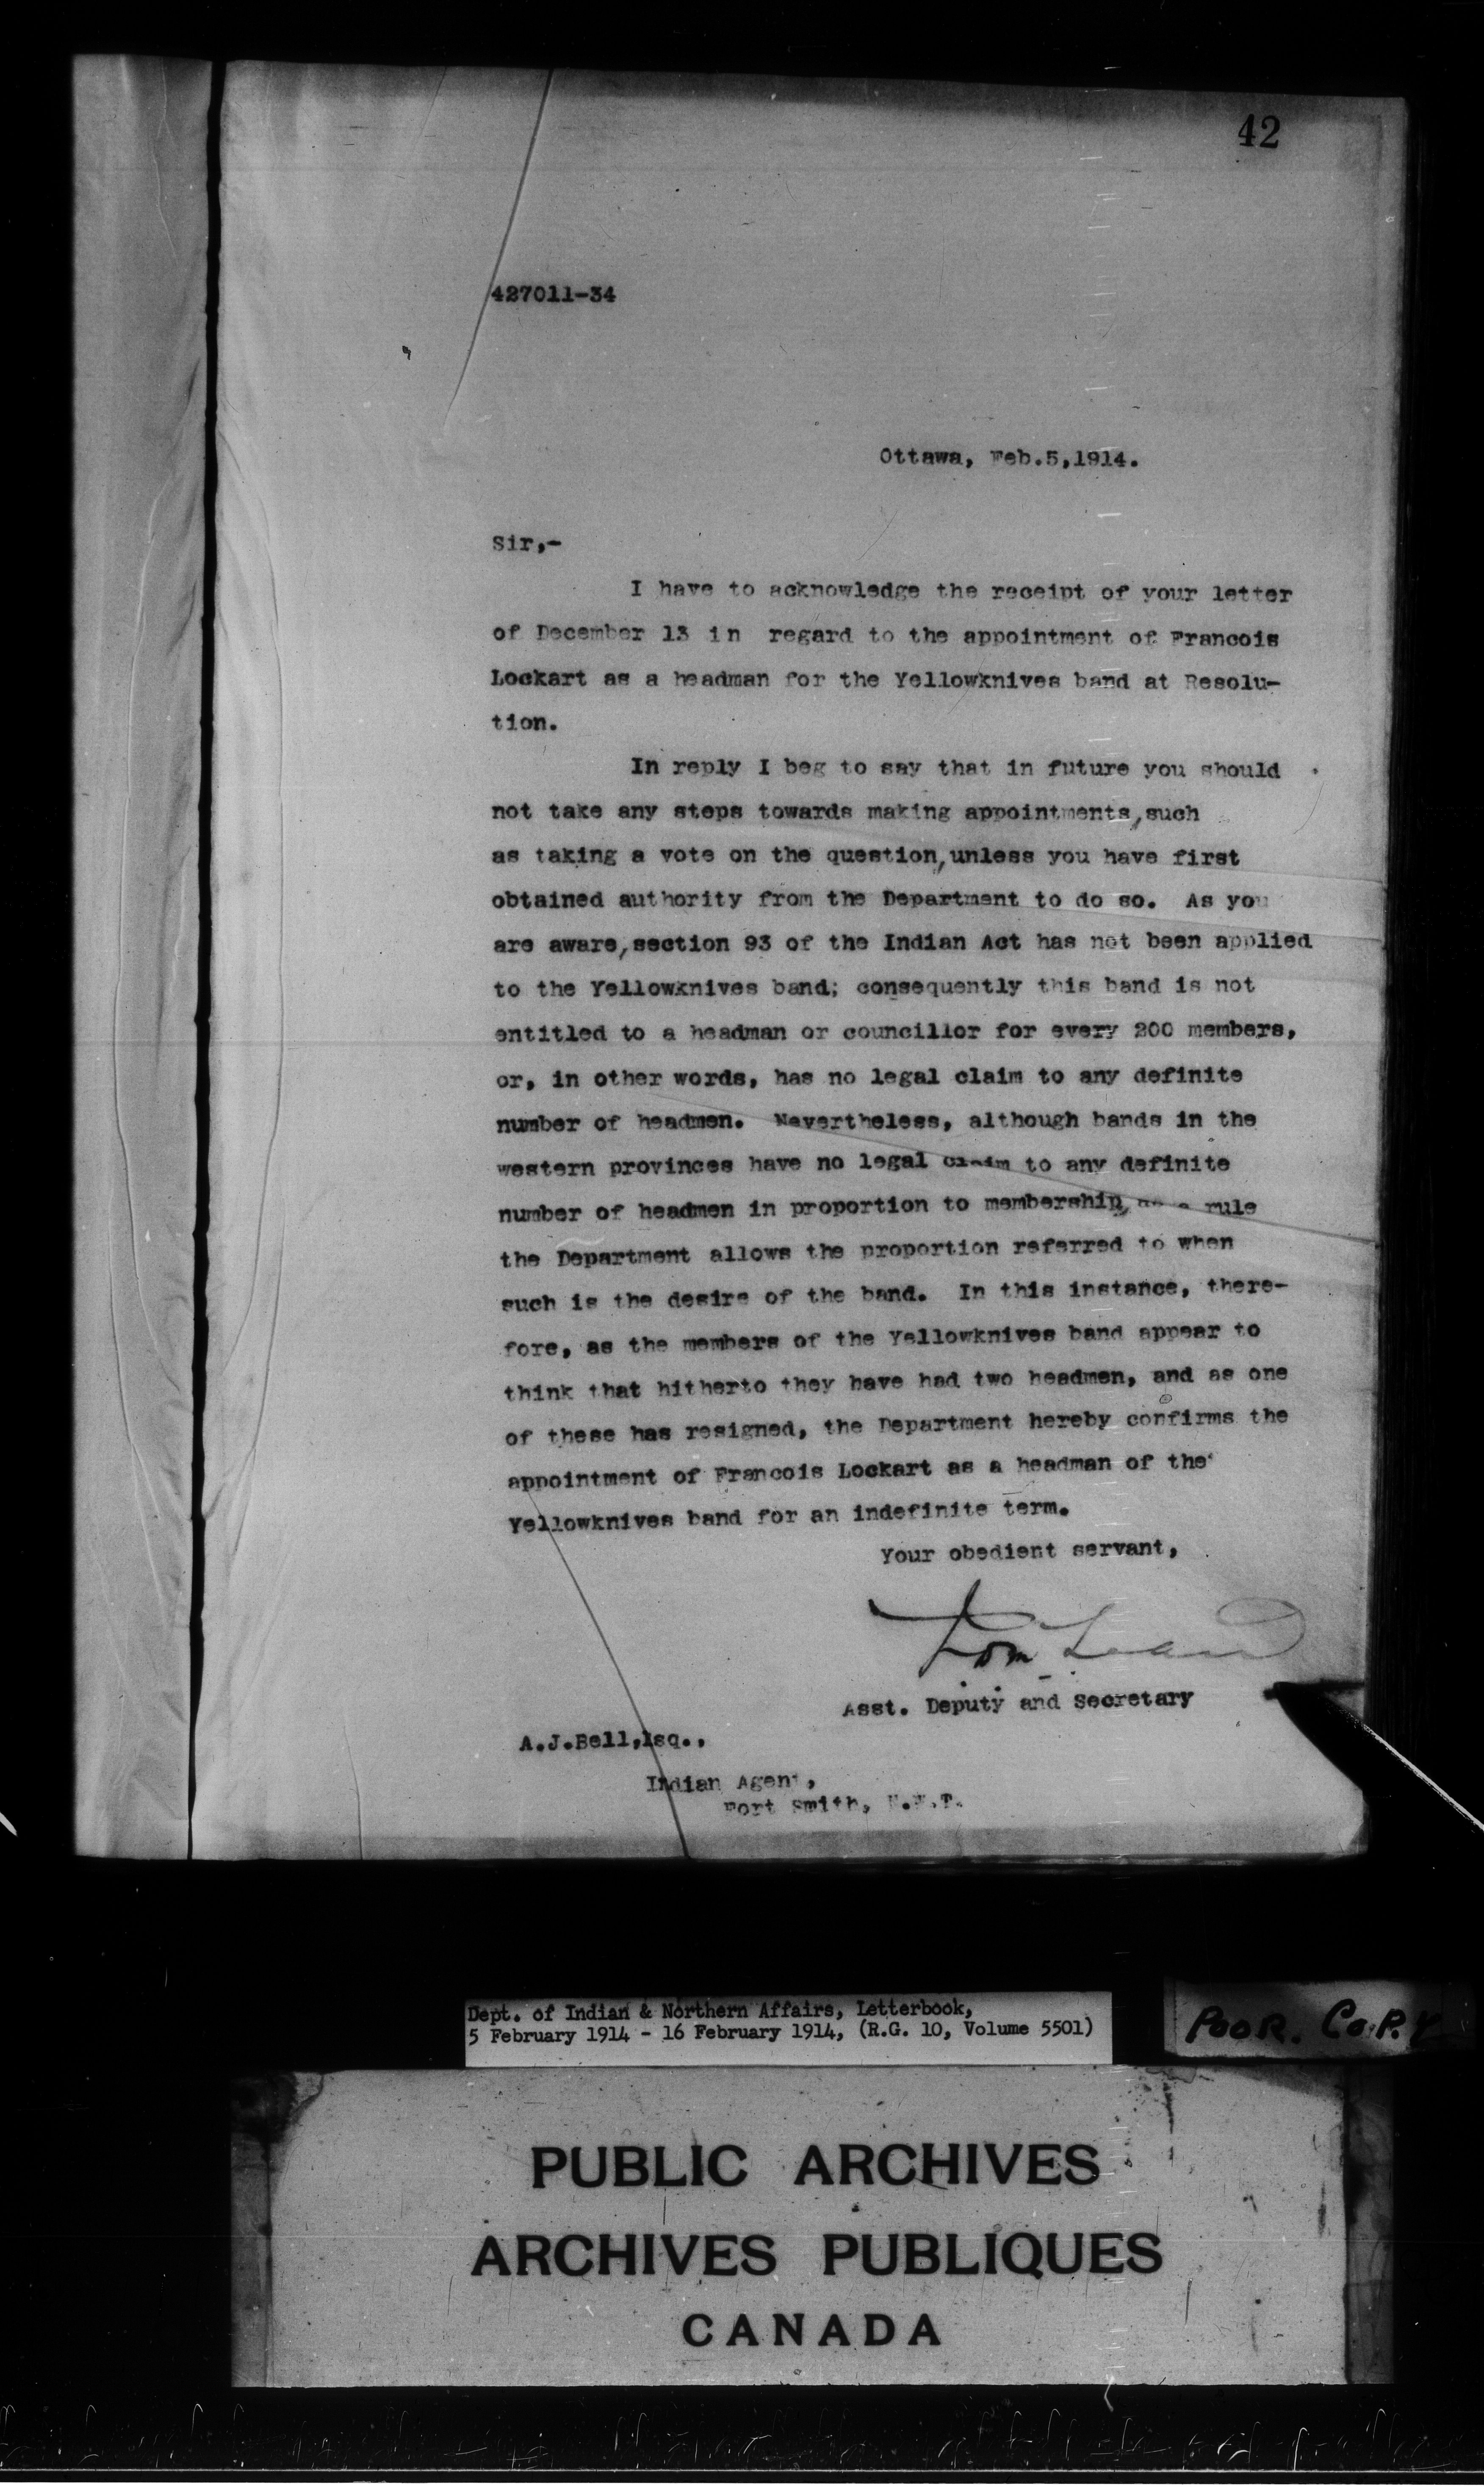 42
427011-34
Ottawa, Feb.5,1914.
Sir,-
I have to acknowledge the receipt of your letter
of December 13 in regard to the appointment of Francois
Lockart as a headman for the Yellowknives band at Resolu-
tion.
In reply I beg to say that in future you should
not take any steps towards making appointments, such
as taking a vote on the question, unless you have first
obtained authority from the Department to do so. As you
are aware, section 93 of the Indian Act has not been applied
to the Yellowknives band; consequently this band is not
entitled to a headman or councillor for every 200 members,
or, in other words, has no legal claim to any definite
number of headmen. Nevertheless, although bands in the
western provinces have no legal claim to any definite
number of headmen in proportion to membership, as a rule
the Department allows the proportion referred to when
such is the desire of the band. In this instance, there-
fore, as the members of the Yellowknives band appear to
think that hitherto they have had two headmen, and as one
of these has resigned, the Department hereby confirms the
appointment of Francois Lockart as a headman of the
Yellowknives band for an indefinite term.
Your obedient servant,
Asst. Deputy and Secretary
A.J.Bell,Esq.,
Indian Agent,
Fort Smith, N.W.T.
Dept. of Indian & Northern Affairs, Letterbook,
5 February 1914 - 16 February 1914, (R.G. 10, Volume 5501)
POOR. COPY
PUBLIC ARCHIVES
ARCHIVES PUBLIQUES
CANADA